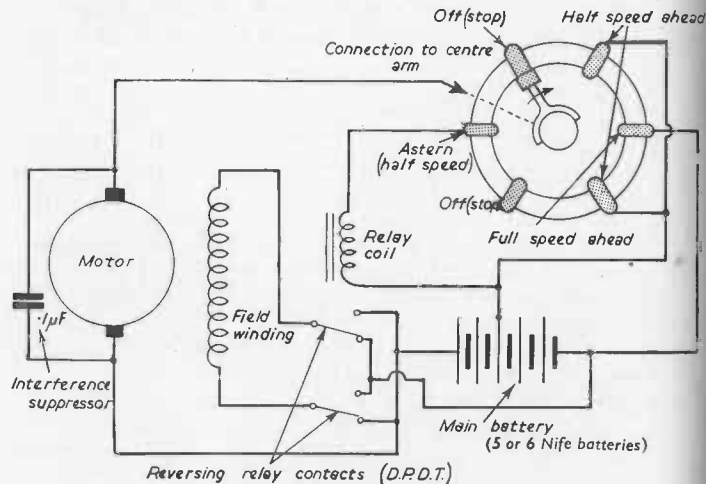 Off (stop)
Half speed ahead
Connection to centre
arm
Astern
(half speed)
Off (stop
Full speed ahead
Relay
coil
Motor
Field
winding
·1µF
Interference
suppressor
Main battery
(5 or 6 Nife batteries)
Reversing relay contacts (D.P.D.T.)